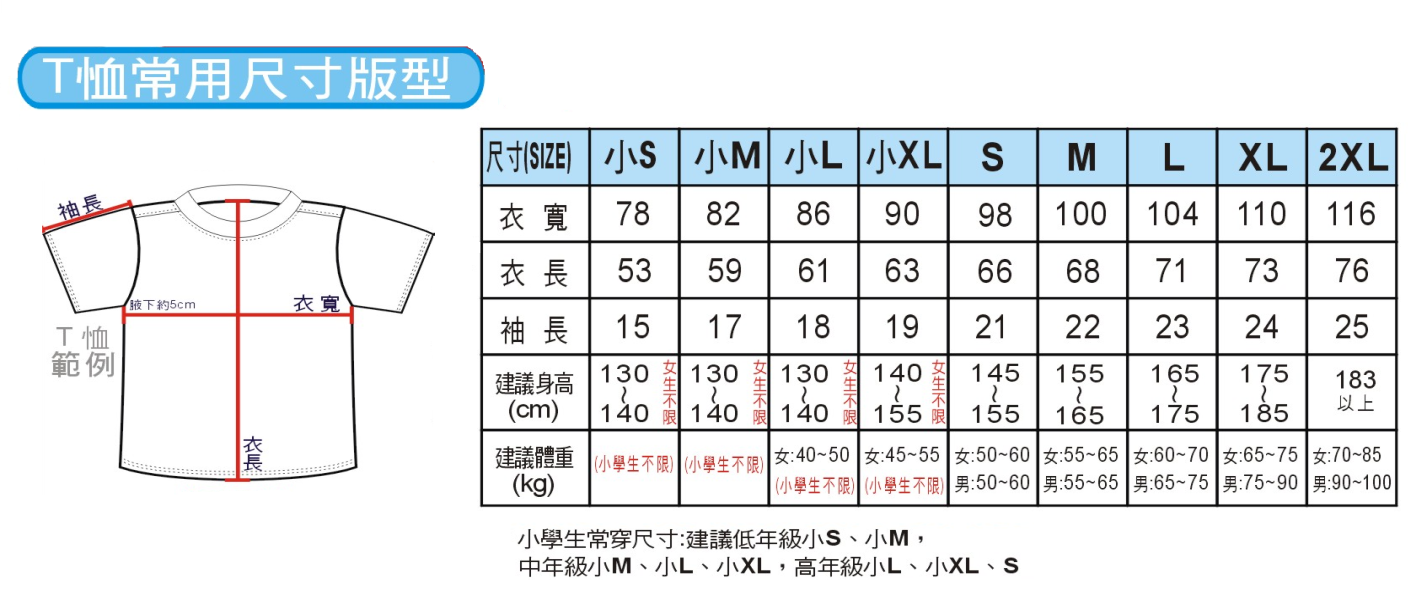 T恤常用尺寸版型
袖長
腋下約5cm
衣寬
T恤
範例
衣長
尺寸(SIZE) 小S 小M 小L 小XL S M L XL 2XL
衣寬 78 82 86 90 98 100 104 110 116
衣長 53 59 61 63 66 68 71 73 76
袖長 15 17 18 19 21 22 23 24 25
建議身高(cm) 130~140 女生不限 130~140 女生不限 130~140 女生不限 140~155 女生不限 145~155 155~165 165~175 175~185 183以上
建議體重(kg) (小學生不限) (小學生不限) 女:40~50 (小學生不限) 女:45~55 (小學生不限) 女:50~60 男:50~60 女:55~65 男:55~65 女:60~70 男:65~75 女:65~75 男:75~90 女:70~85 男:90~100
小學生常穿尺寸:建議低年級小S、小M，
中年級小M、小L、小XL，高年級小L、小XL、S